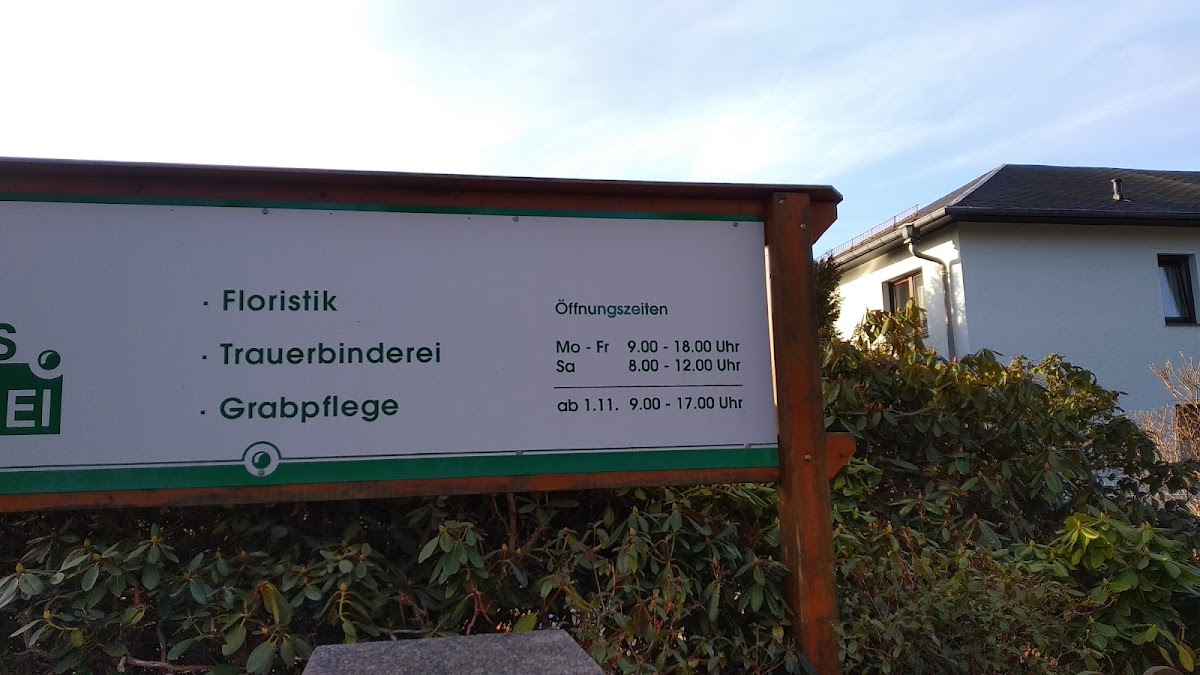 S
EI
· Floristik
· Trauerbinderei
· Grabpflege
Öffnungszeiten
Mo - Fr 9.00 - 18.00 Uhr
Sa 8.00 - 12.00 Uhr
ab 1.11. 9.00 - 17.00 Uhr